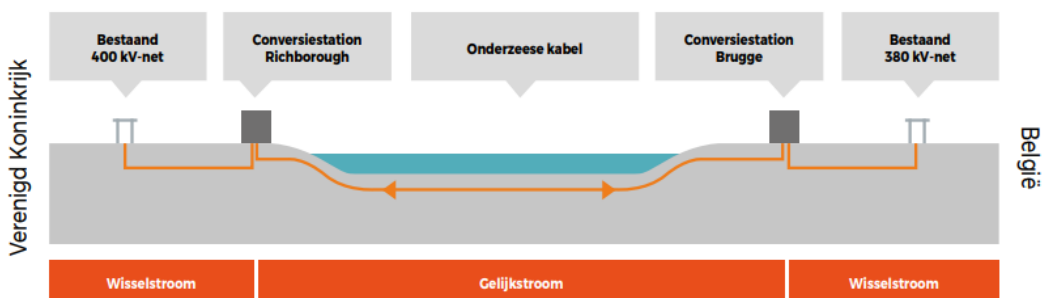 Bestaand
400 kV-net
Conversiestation
Richborough
Onderzeese kabel
Conversiestation
Brugge
Bestaand
380 kV-net
Verenigd Koninkrijk
België
Wisselstroom
Gelijkstroom
Wisselstroom